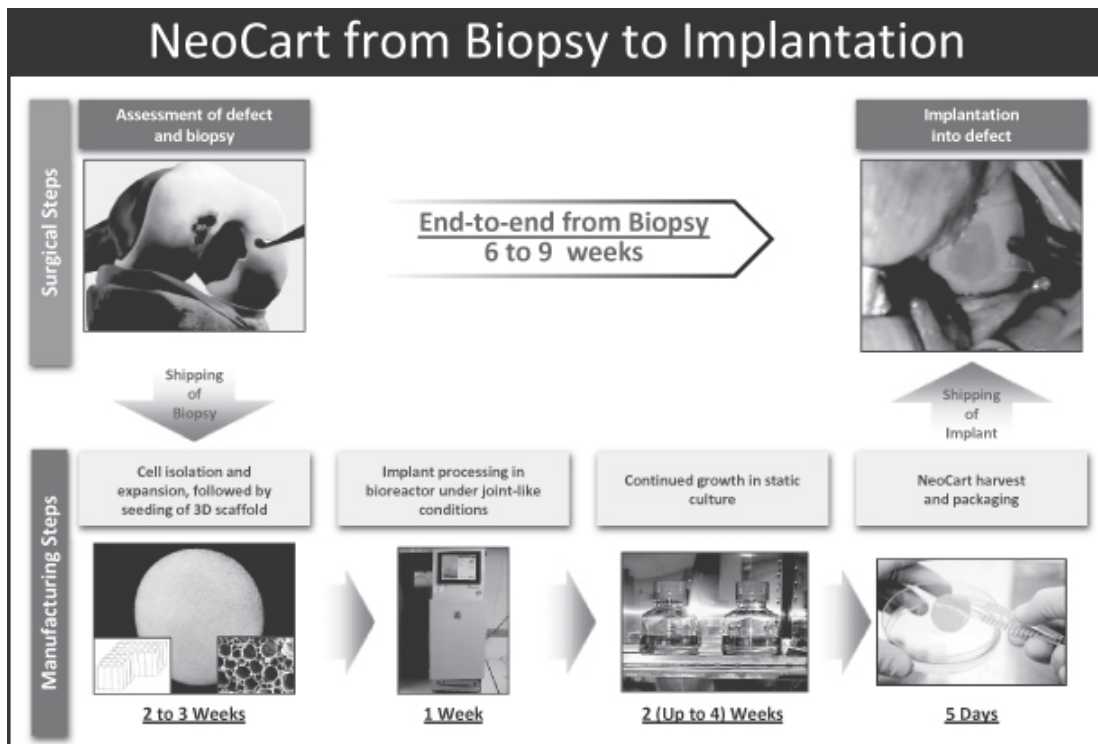 NeoCart from Biopsy to Implantation
Surgical Steps
Assessment of defect
and biopsy
End-to-end from Biopsy
6 to 9 weeks
Implantation
into defect
Shipping
of
Biopsy
Shipping
of
Implant
Manufacturing Steps
Cell isolation and
expansion, followed by
seeding of 3D scaffold
Implant processing in
bioreactor under joint-like
conditions
Continued growth in static
culture
NeoCart harvest
and packaging
2 to 3 Weeks
1 Week
2 (Up to 4) Weeks
5 Days